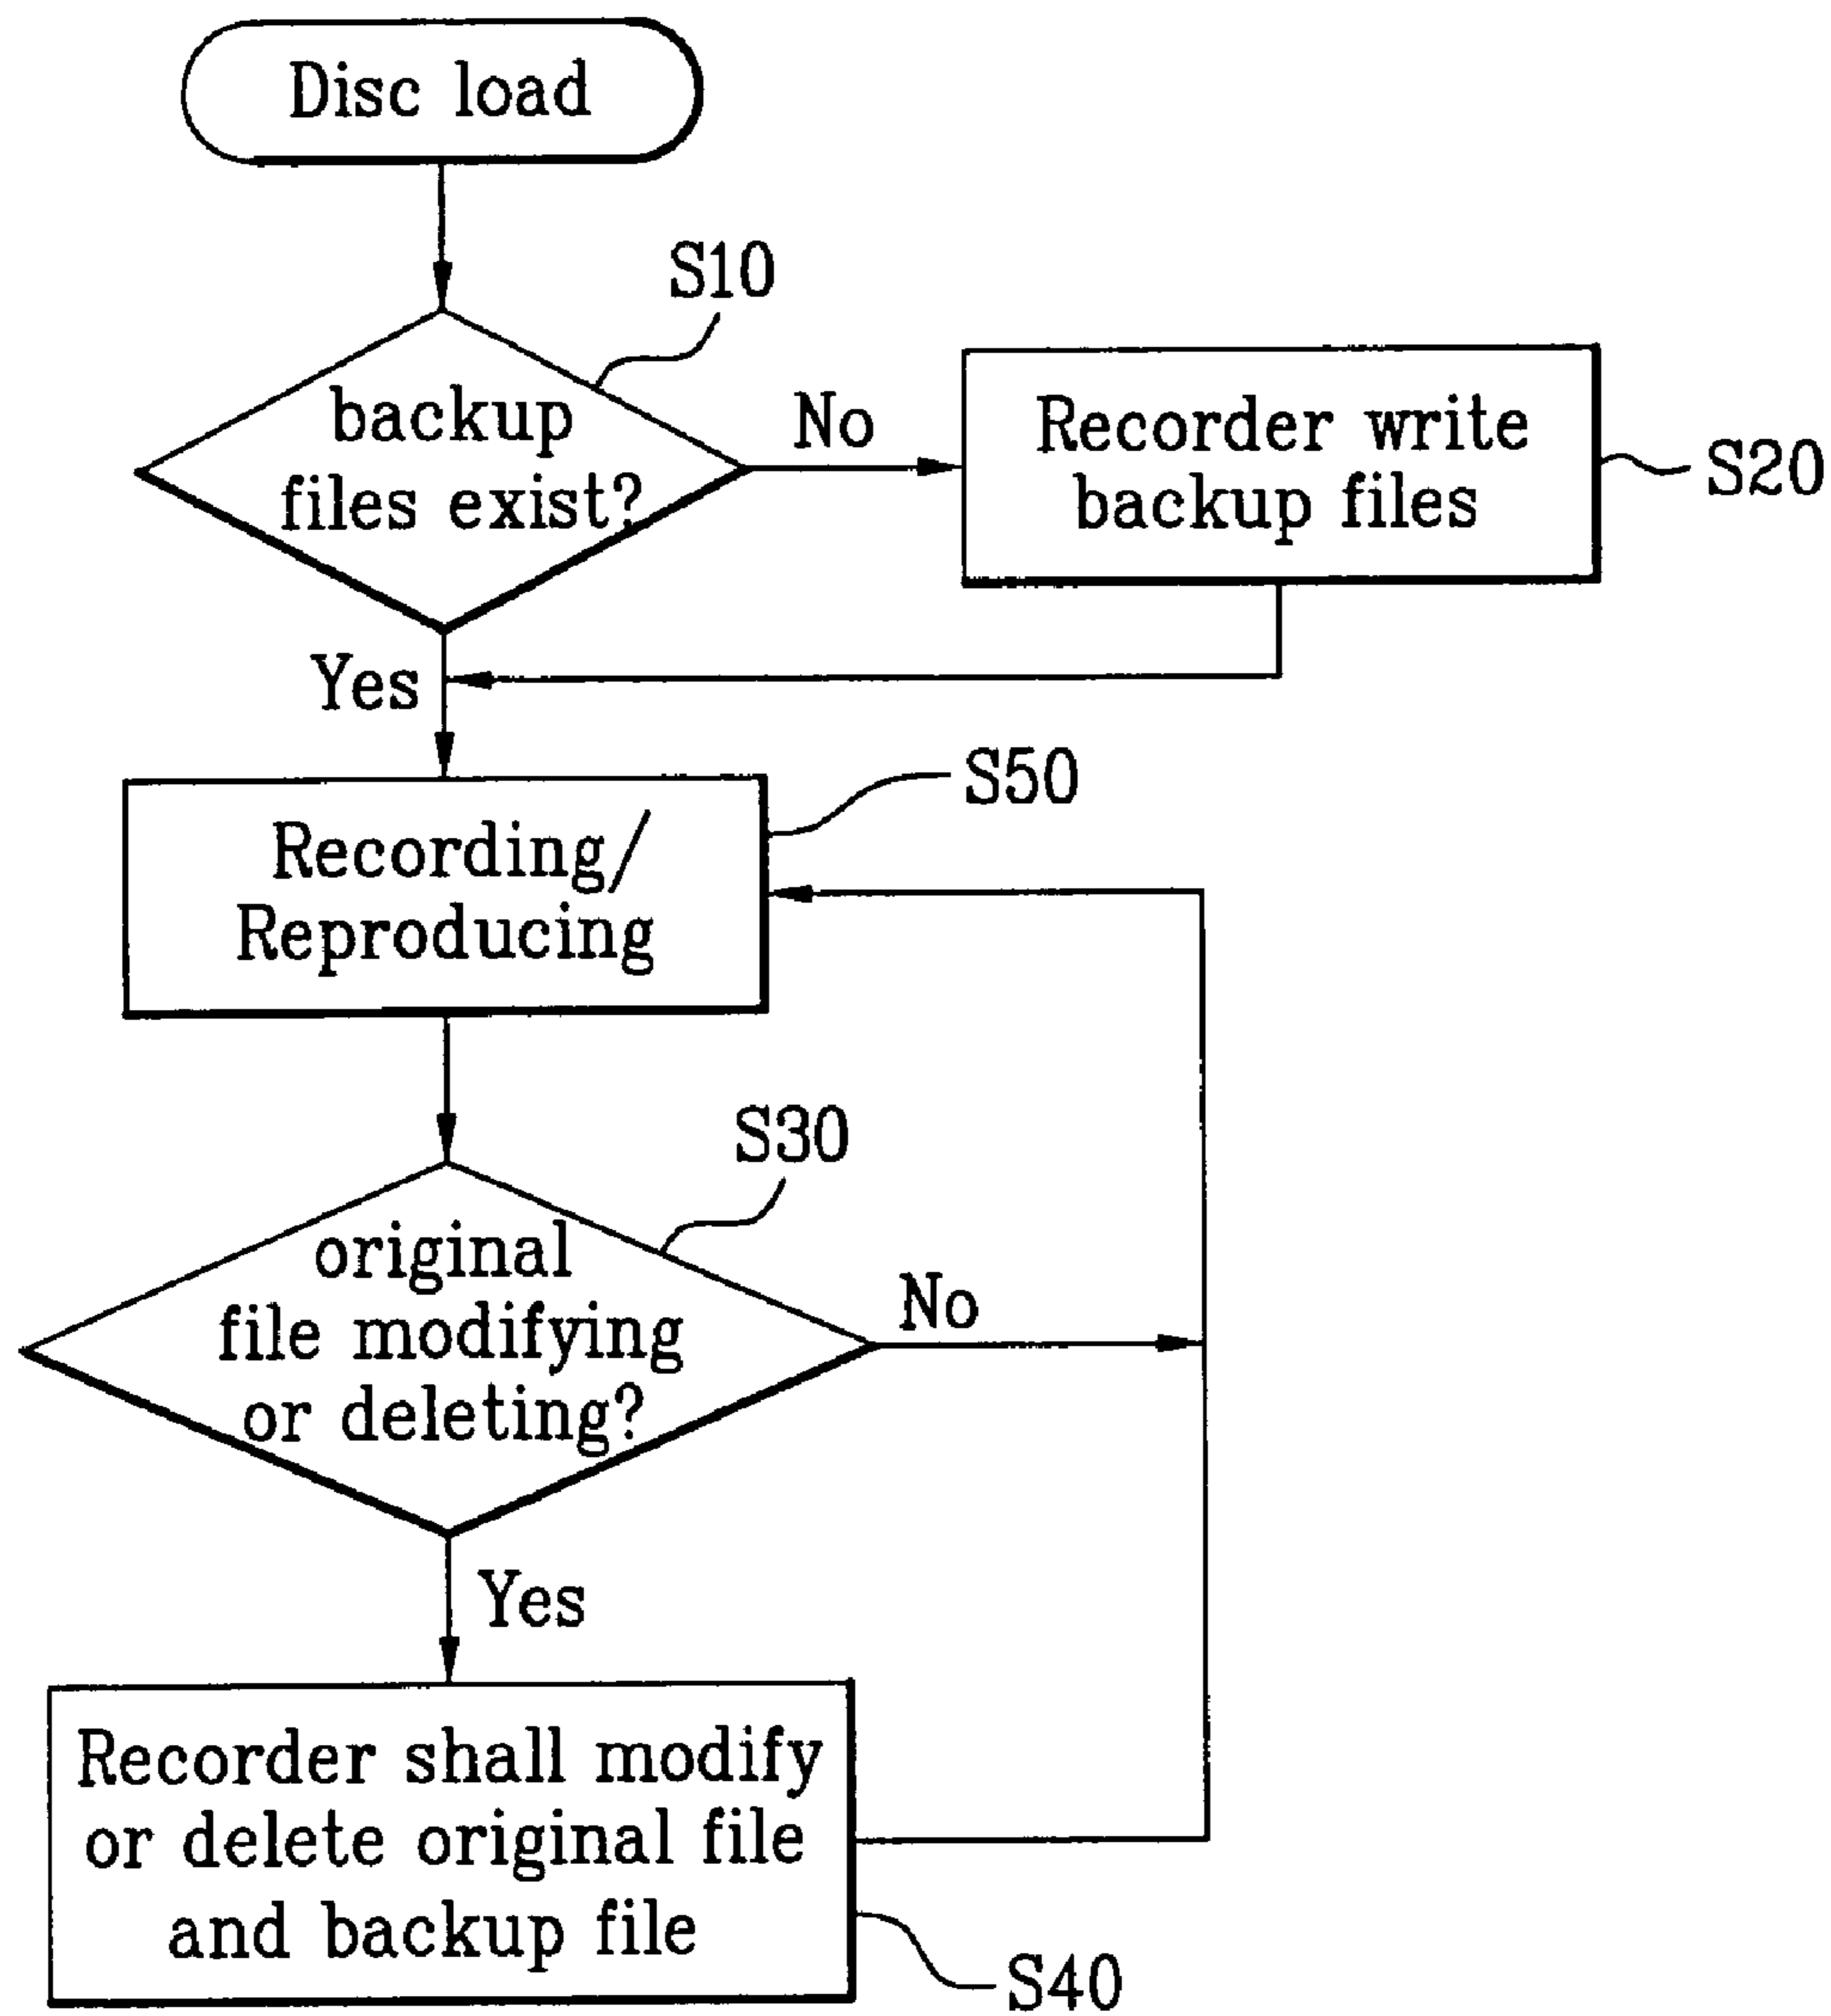 Disc load
S10
backup
files exist?
No
Recorder write
backup files
S20
Yes
S50
Recording/
Reproducing
S30
original
file modifying
or deleting?
No
Yes
Recorder shall modify
or delete original file
and backup file
S40